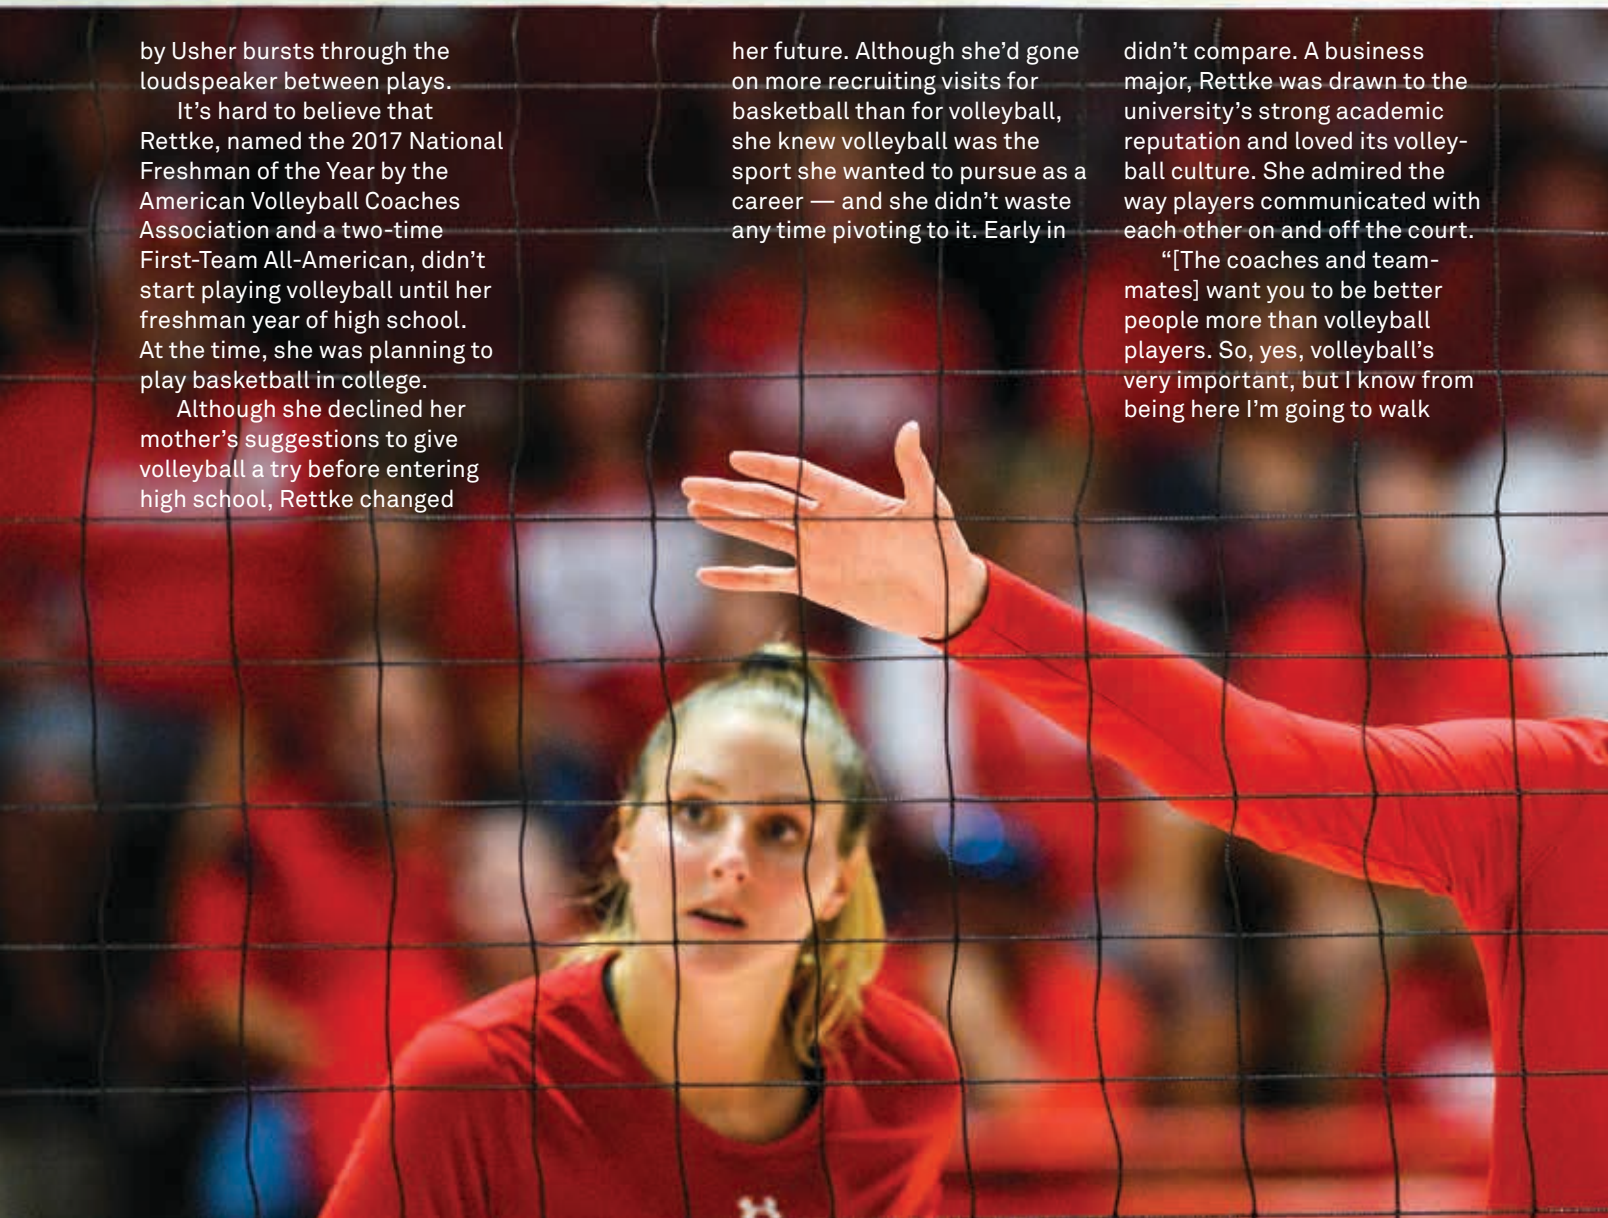 by Usher bursts through the
loudspeaker between plays.
It’s hard to believe that
Rettke, named the 2017 National
Freshman of the Year by the
American Volleyball Coaches
Association and a two-time
First-Team All-American, didn’t
start playing volleyball until her
freshman year of high school.
At the time, she was planning to
play basketball in college.
Although she declined her
mother’s suggestions to give
volleyball a try before entering
high school, Rettke changed
her future. Although she’d gone
on more recruiting visits for
basketball than for volleyball,
she knew volleyball was the
sport she wanted to pursue as a
career — and she didn’t waste
any time pivoting to it. Early in
didn’t compare. A business
major, Rettke was drawn to the
university’s strong academic
reputation and loved its volley-
ball culture. She admired the
way players communicated with
each other on and off the court.
“[The coaches and team-
mates] want you to be better
people more than volleyball
players. So, yes, volleyball’s
very important, but I know from
being here I’m going to walk